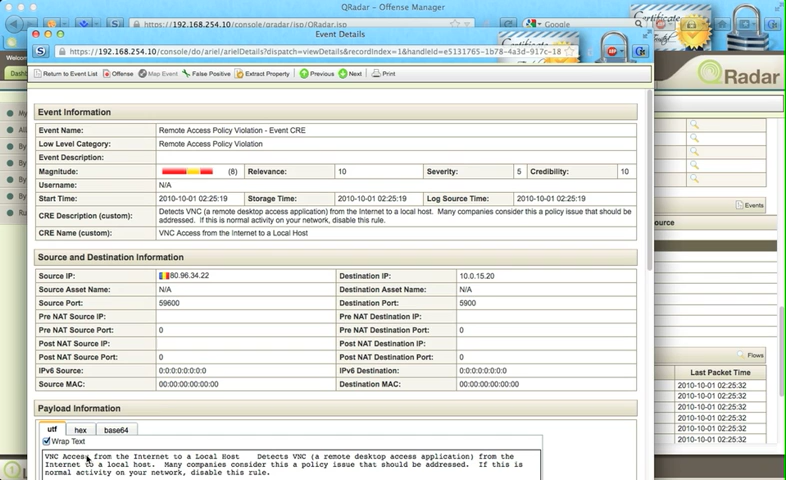 QRadar - Offense Manager
https://192.168.254.10/console/qradar/jsp/QRadar.jsp
Google
Event Details
https://192.168.254.10/console/do/ariel/arielDetails?dispatch=viewDetails&recordIndex=1&handleId=e5131765-1b78-4a3d-917c-18
Return to Event List Offense Map Event False Positive Extract Property Previous Next Print
QRadar
Event Information
Event Name: Remote Access Policy Violation - Event CRE
Low Level Category: Remote Access Policy Violation
Event Description:
Magnitude: (8) Relevance: 10 Severity: 5 Credibility: 10
Username: N/A
Start Time: 2010-10-01 02:25:19 Storage Time: 2010-10-01 02:25:19 Log Source Time: 2010-10-01 02:25:19
CRE Description (custom): Detects VNC (a remote desktop access application) from the Internet to a local host. Many companies consider this a policy issue that should be
addressed. If this is normal activity on your network, disable this rule.
CRE Name (custom): VNC Access from the Internet to a Local Host
Events
Source and Destination Information
Source IP: 80.96.34.22 Destination IP: 10.0.15.20
Source Asset Name: N/A Destination Asset Name: N/A
Source Port: 59600 Destination Port: 5900
Pre NAT Source IP: Pre NAT Destination IP:
Pre NAT Source Port: 0 Pre NAT Destination Port: 0
Post NAT Source IP: Post NAT Destination IP:
Post NAT Source Port: 0 Post NAT Destination Port: 0
IPv6 Source: 0:0:0:0:0:0:0:0 IPv6 Destination: 0:0:0:0:0:0:0:0
Source MAC: 00:00:00:00:00:00 Destination MAC: 00:00:00:00:00:00
Flows
Last Packet Time
2010-10-01 02:25:32
2010-10-01 02:25:32
2010-10-01 02:25:32
2010-10-01 02:25:32
2010-10-01 02:25:32
Payload Information
utf hex base64
Wrap Text
VNC Access from the Internet to a Local Host Detects VNC (a remote desktop access application) from the
Internet to a local host. Many companies consider this a policy issue that should be addressed. If this is
normal activity on your network, disable this rule.